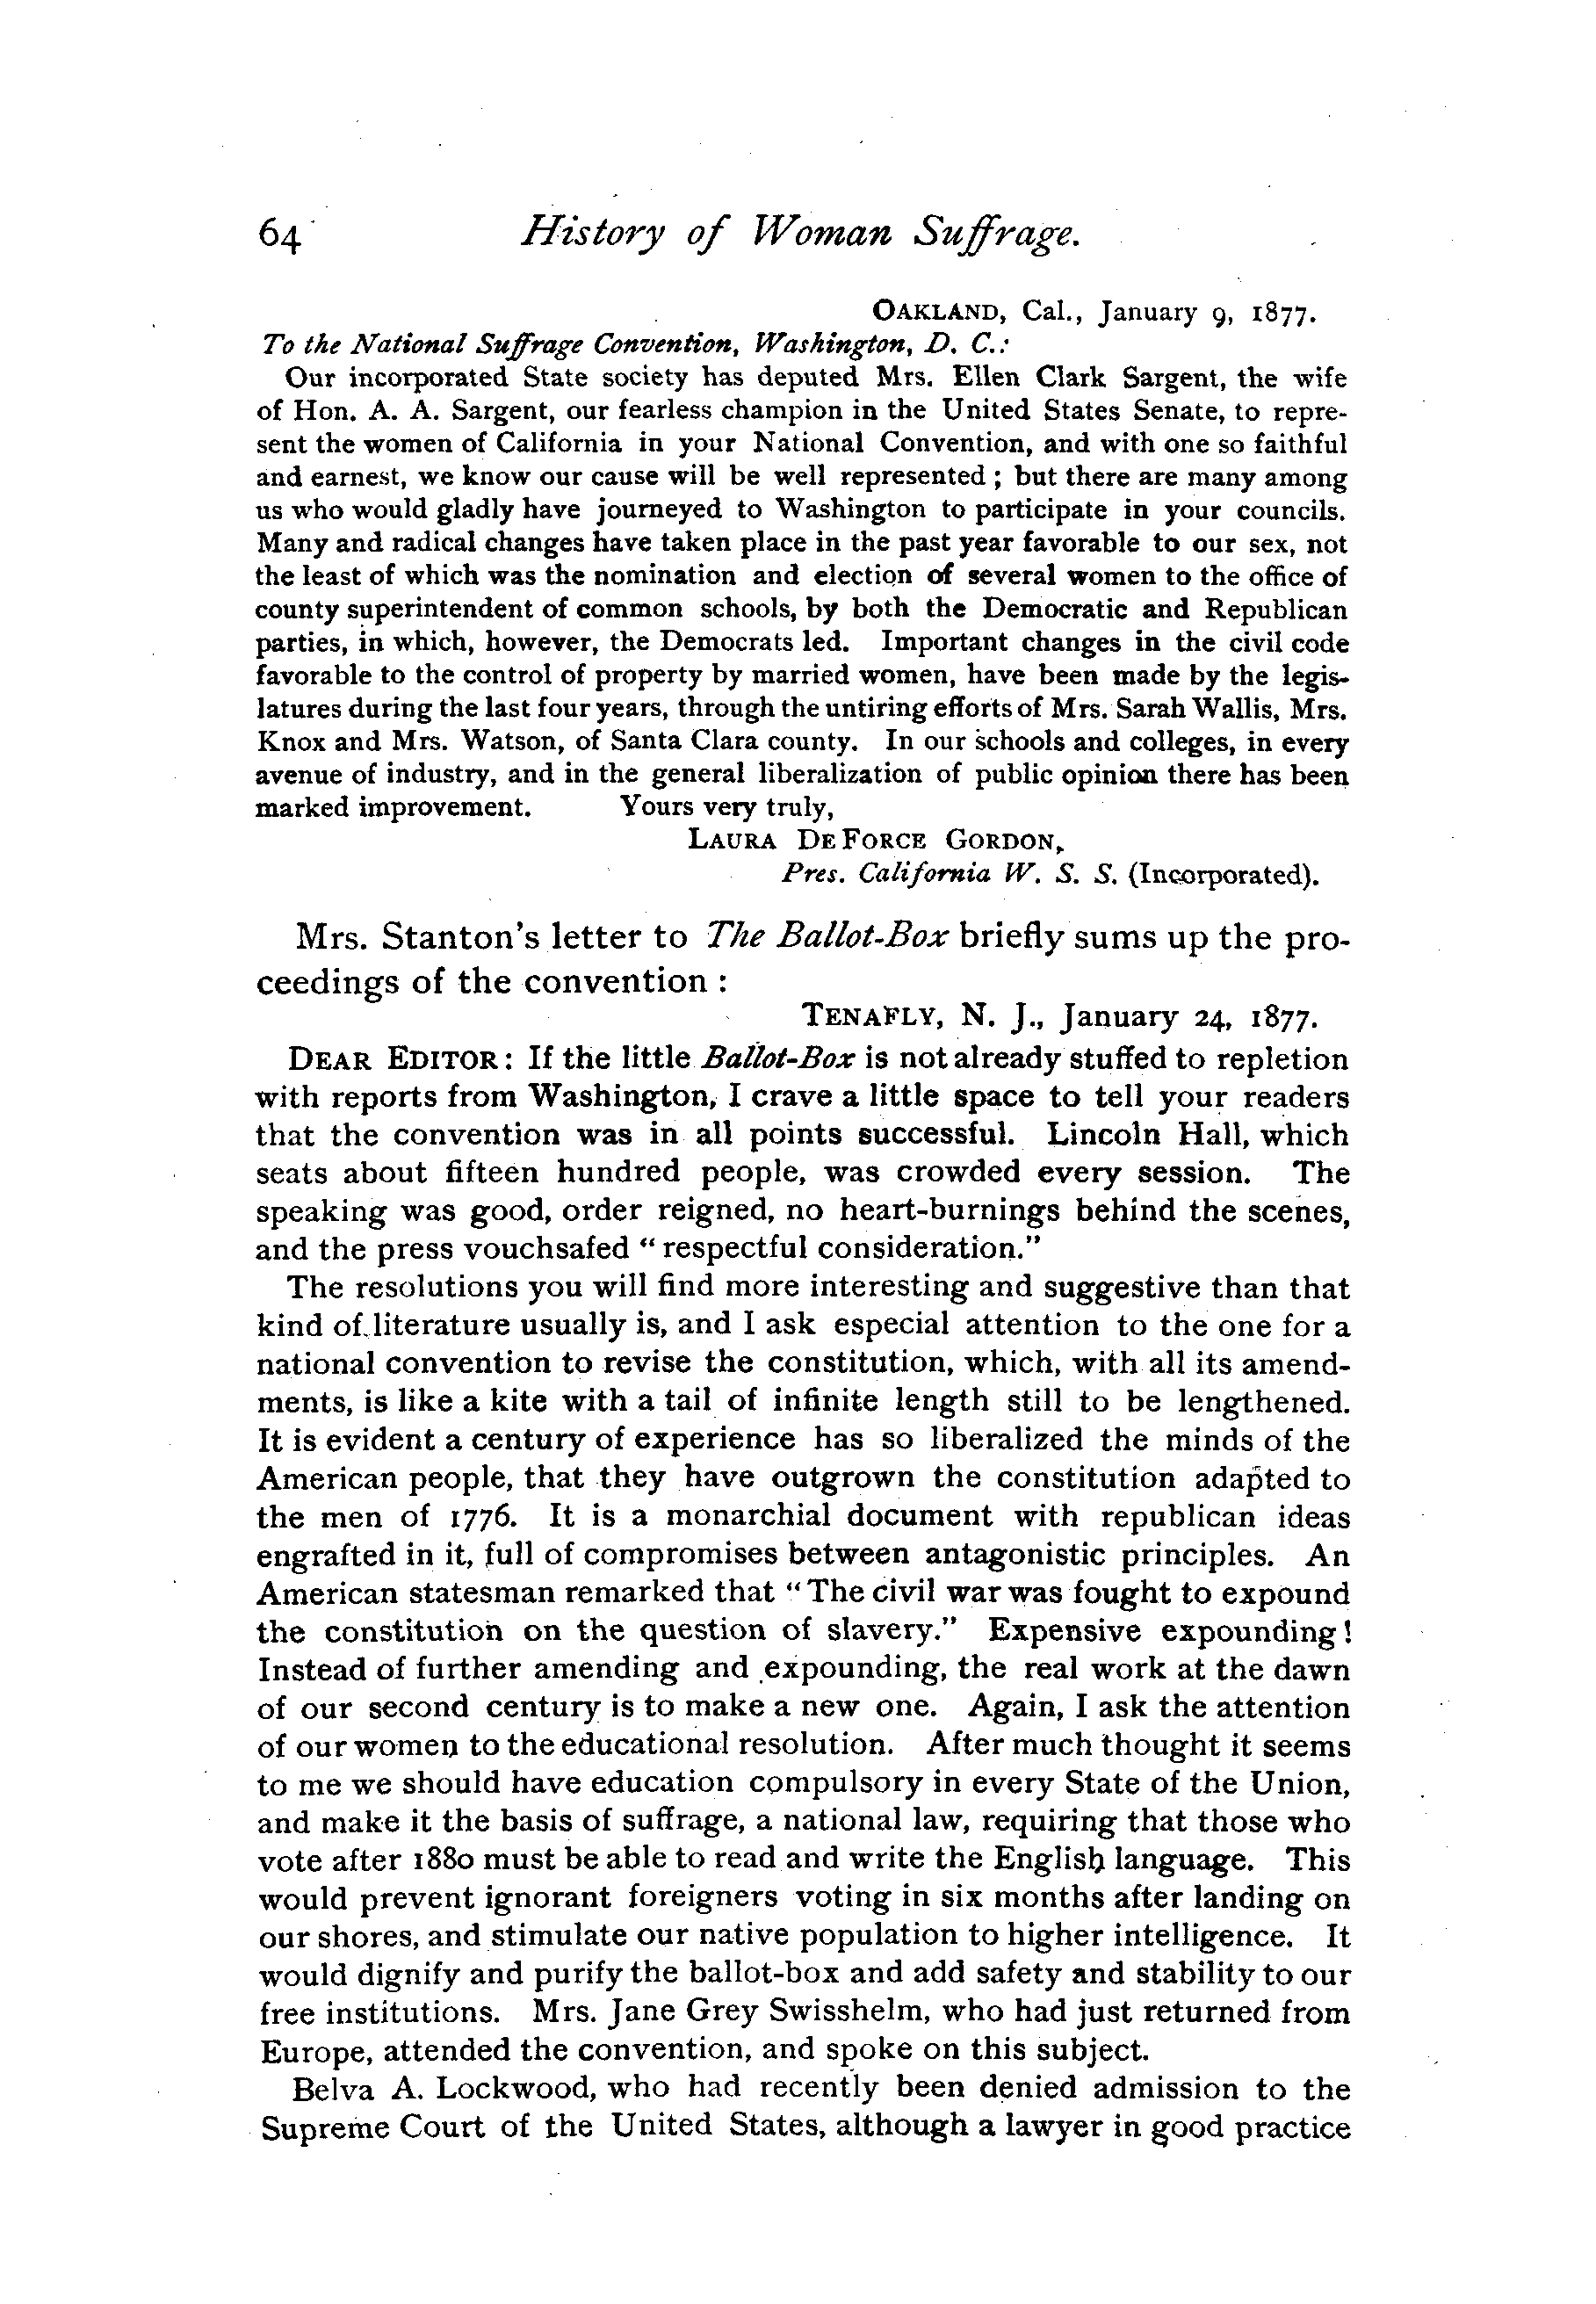 64 History of Woman Suffrage.
OAKLAND, Cal., January 9, 1877.
To the National Suffrage Convention, Washington, D. C.:
Our incorporated State society has deputed Mrs. Ellen Clark Sargent, the wife
of Hon. A. A. Sargent, our fearless champion in the United States Senate, to repre-
sent the women of California in your National Convention, and with one so faithful
and earnest, we know our cause will be well represented; but there are many among
us who would gladly have journeyed to Washington to participate in your councils.
Many and radical changes have taken place in the past year favorable to our sex, not
the least of which was the nomination and election of several women to the office of
county superintendent of common schools, by both the Democratic and Republican
parties, in which, however, the Democrats led. Important changes in the civil code
favorable to the control of property by married women, have been made by the legis-
latures during the last four years, through the untiring efforts of Mrs. Sarah Wallis, Mrs.
Knox and Mrs. Watson, of Santa Clara county. In our schools and colleges, in every
avenue of industry, and in the general liberalization of public opinion there has been
marked improvement. Yours very truly,
LAURA DE FORCE GORDON,
Pres. California W. S. S. (Incorporated).
Mrs. Stanton's letter to The Ballot-Box briefly sums up the pro-
ceedings of the convention :
TENAFLY, N. J., January 24, 1877.
DEAR EDITOR: If the little Ballot-Box is not already stuffed to repletion
with reports from Washington, I crave a little space to tell your readers
that the convention was in all points successful. Lincoln Hall, which
seats about fifteen hundred people, was crowded every session. The
speaking was good, order reigned, no heart-burnings behind the scenes,
and the press vouchsafed "respectful consideration."
The resolutions you will find more interesting and suggestive than that
kind of literature usually is, and I ask especial attention to the one for a
national convention to revise the constitution, which, with all its amend-
ments, is like a kite with a tail of infinite length still to be lengthened.
It is evident a century of experience has so liberalized the minds of the
American people, that they have outgrown the constitution adapted to
the men of 1776. It is a monarchial document with republican ideas
engrafted in it, full of compromises between antagonistic principles. An
American statesman remarked that "The civil war was fought to expound
the constitution on the question of slavery." Expensive expounding!
Instead of further amending and expounding, the real work at the dawn
of our second century is to make a new one. Again, I ask the attention
of our women to the educational resolution. After much thought it seems
to me we should have education compulsory in every State of the Union,
and make it the basis of suffrage, a national law, requiring that those who
vote after 1880 must be able to read and write the English language. This
would prevent ignorant foreigners voting in six months after landing on
our shores, and stimulate our native population to higher intelligence. It
would dignify and purify the ballot-box and add safety and stability to our
free institutions. Mrs. Jane Grey Swisshelm, who had just returned from
Europe, attended the convention, and spoke on this subject.
Belva A. Lockwood, who had recently been denied admission to the
Supreme Court of the United States, although a lawyer in good practice